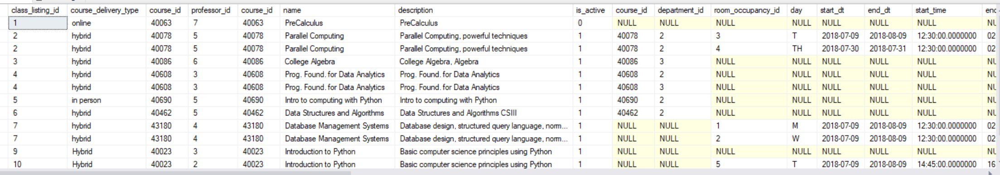 class_listing_id course_delivery_type course_id professor_id course_id name description is_active course_id department_id room_occupancy_id day start_dt end_dt start_time
1 online 40063 7 40063 PreCalculus PreCalculus 0 NULL NULL NULL NULL NULL NULL NULL
2 hybrid 40078 5 40078 Parallel Computing Parallel Computing, powerful techniques 1 40078 2 3 T 2018-07-09 2018-08-09 12:30:00.0000000 02
2 hybrid 40078 5 40078 Parallel Computing Parallel Computing, powerful techniques 1 40078 2 4 TH 2018-07-30 2018-07-31 12:30:00.0000000 02
3 hybrid 40086 6 40086 College Algebra College Algebra, Algebra 1 40086 3 NULL NULL NULL NULL NULL
4 hybrid 40608 3 40608 Prog. Found. for Data Analytics Prog. Found. for Data Analytics 1 40608 2 NULL NULL NULL NULL NULL
4 hybrid 40608 3 40608 Prog. Found. for Data Analytics Prog. Found. for Data Analytics 1 40608 3 NULL NULL NULL NULL NULL
5 in person 40690 5 40690 Intro to computing with Python Intro to computing with Python 1 40690 2 NULL NULL NULL NULL NULL
6 hybrid 40462 5 40462 Data Structures and Algorithms Data Structures and Algorithms CSIII 1 40462 2 NULL NULL NULL NULL NULL
7 hybrid 43180 4 43180 Database Management Systems Database design, structured query language, norm... 1 NULL NULL 1 M 2018-07-09 2018-08-09 12:30:00.0000000 02
7 hybrid 43180 4 43180 Database Management Systems Database design, structured query language, norm... 1 NULL NULL 2 W 2018-07-09 2018-08-09 12:30:00.0000000 02
9 Hybrid 40023 3 40023 Introduction to Python Basic computer science principles using Python 1 NULL NULL NULL NULL NULL NULL NULL
10 Hybrid 40023 2 40023 Introduction to Python Basic computer science principles using Python 1 NULL NULL 5 T 2018-07-09 2018-08-09 14:45:00.0000000 16